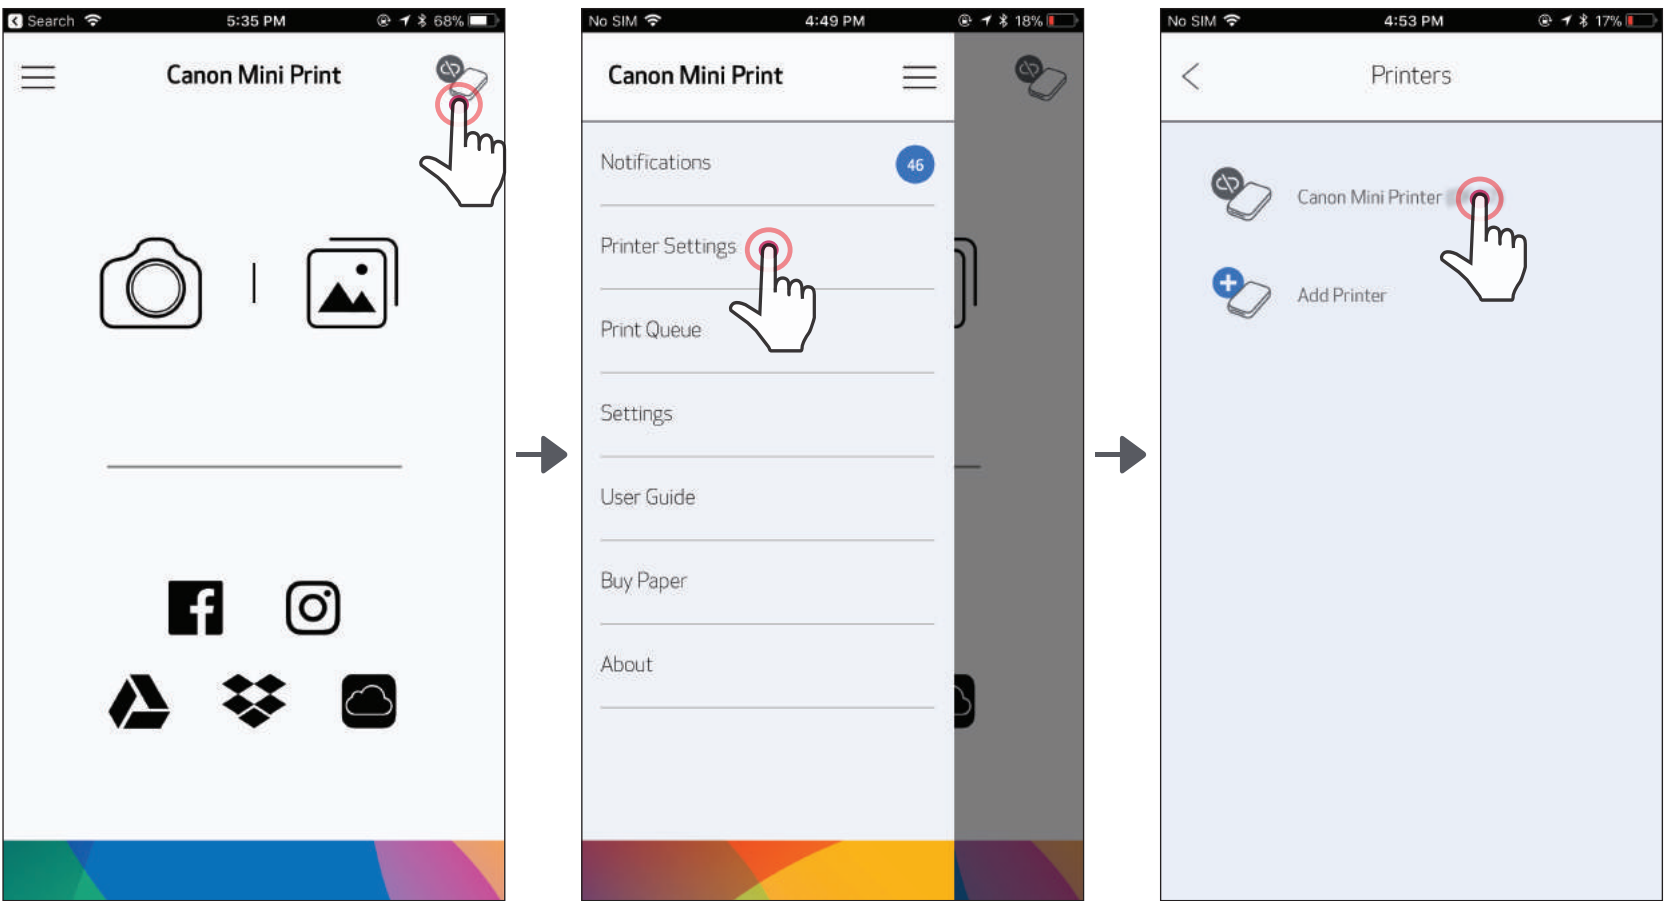 Search 5:35 PM 68%
Canon Mini Print
No SIM 4:49 PM 18%
Canon Mini Print
Notifications 46
Printer Settings
Print Queue
Settings
User Guide
Buy Paper
About
No SIM 4:53 PM 17%
Printers
Canon Mini Printer
Add Printer